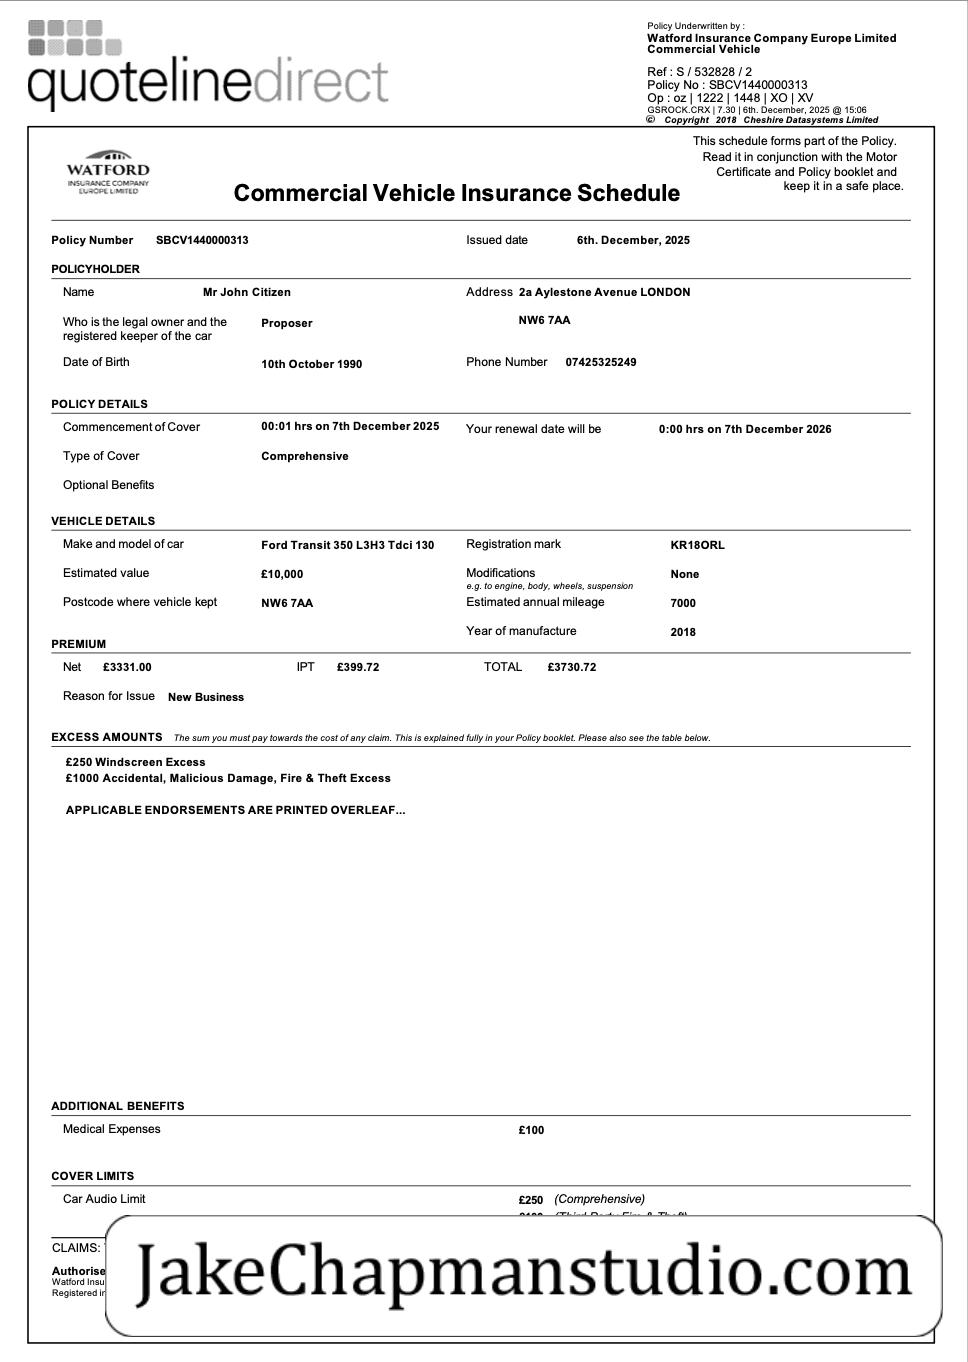 quotelinedirect
Policy Underwritten by :
Watford Insurance Company Europe Limited
Commercial Vehicle
Ref : S / 532828 / 2
Policy No : SBCV1440000313
Op : oz | 1222 | 1448 | XO | XV
GSROCK.CRX | 7.30 | 6th. December, 2025 @ 15:06
© Copyright 2018 Cheshire Datasystems Limited
This schedule forms part of the Policy.
Read it in conjunction with the Motor
Certificate and Policy booklet and
keep it in a safe place.
WATFORD
INSURANCE COMPANY
EUROPE LIMITED
Commercial Vehicle Insurance Schedule
Policy Number SBCV1440000313 Issued date 6th. December, 2025
POLICYHOLDER
Name Mr John Citizen Address 2a Aylestone Avenue LONDON
NW6 7AA
Who is the legal owner and the
registered keeper of the car Proposer
Date of Birth 10th October 1990 Phone Number 07425325249
POLICY DETAILS
Commencement of Cover 00:01 hrs on 7th December 2025 Your renewal date will be 0:00 hrs on 7th December 2026
Type of Cover Comprehensive
Optional Benefits
VEHICLE DETAILS
Make and model of car Ford Transit 350 L3H3 Tdci 130 Registration mark KR18ORL
Estimated value £10,000 Modifications None
e.g. to engine, body, wheels, suspension
Postcode where vehicle kept NW6 7AA Estimated annual mileage 7000
Year of manufacture 2018
PREMIUM
Net £3331.00 IPT £399.72 TOTAL £3730.72
Reason for Issue New Business
EXCESS AMOUNTS The sum you must pay towards the cost of any claim. This is explained fully in your Policy booklet. Please also see the table below.
£250 Windscreen Excess
£1000 Accidental, Malicious Damage, Fire & Theft Excess
APPLICABLE ENDORSEMENTS ARE PRINTED OVERLEAF...
ADDITIONAL BENEFITS
Medical Expenses £100
COVER LIMITS
Car Audio Limit £250 (Comprehensive)
(Third Party Fire & Theft)
CLAIMS:
Authorise
Watford Insu
Registered in
JakeChapmanstudio.com